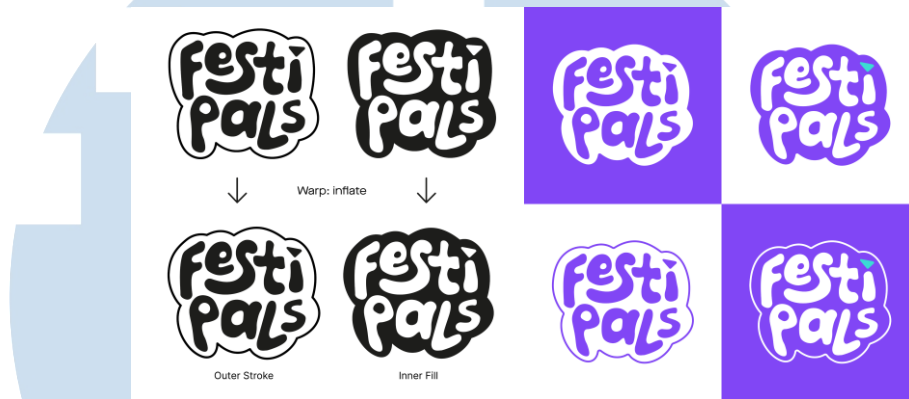 Festi
pals
Festi
pals
Warp: inflate
Festi
pals
Festi
pals
Outer Stroke
Inner Fill
Festi
pals
Festi
pals
Festi
pals
Festi
pals